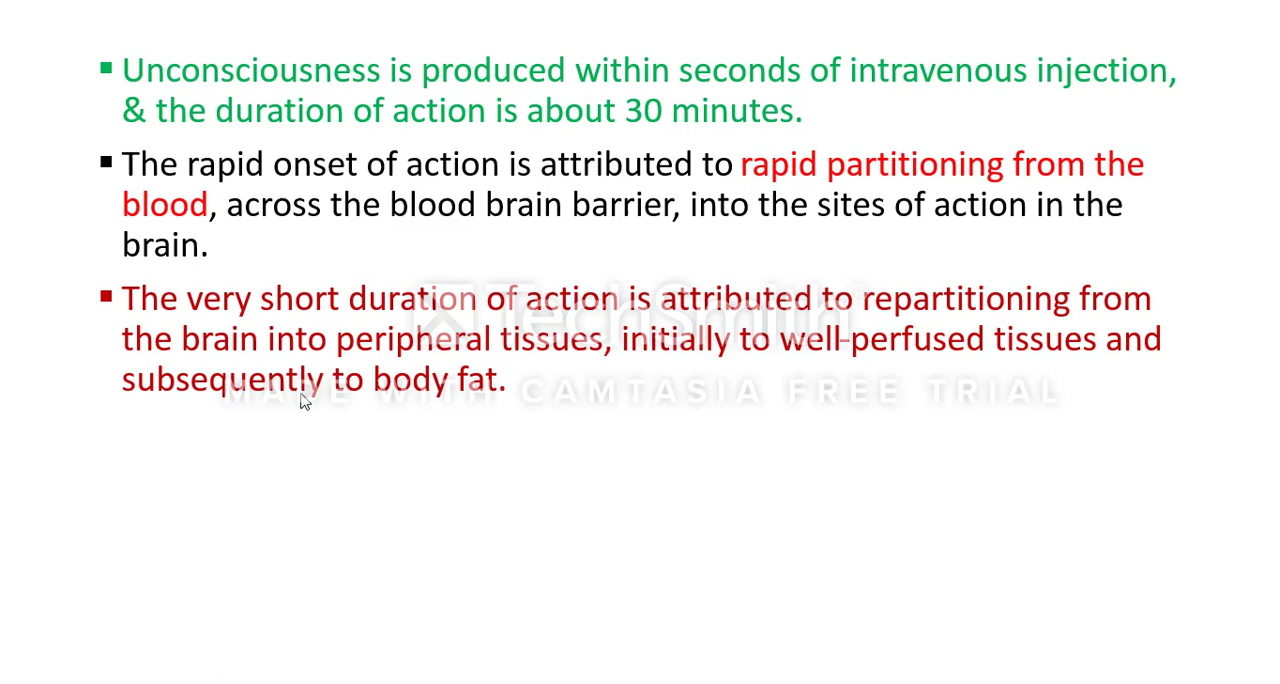 ▪ Unconsciousness is produced within seconds of intravenous injection,
& the duration of action is about 30 minutes.
▪ The rapid onset of action is attributed to rapid partitioning from the
blood, across the blood brain barrier, into the sites of action in the
brain.
▪ The very short duration of action is attributed to repartitioning from
the brain into peripheral tissues, initially to well-perfused tissues and
subsequently to body fat.
TechSmith®
MADE WITH CAMTASIA FREE TRIAL